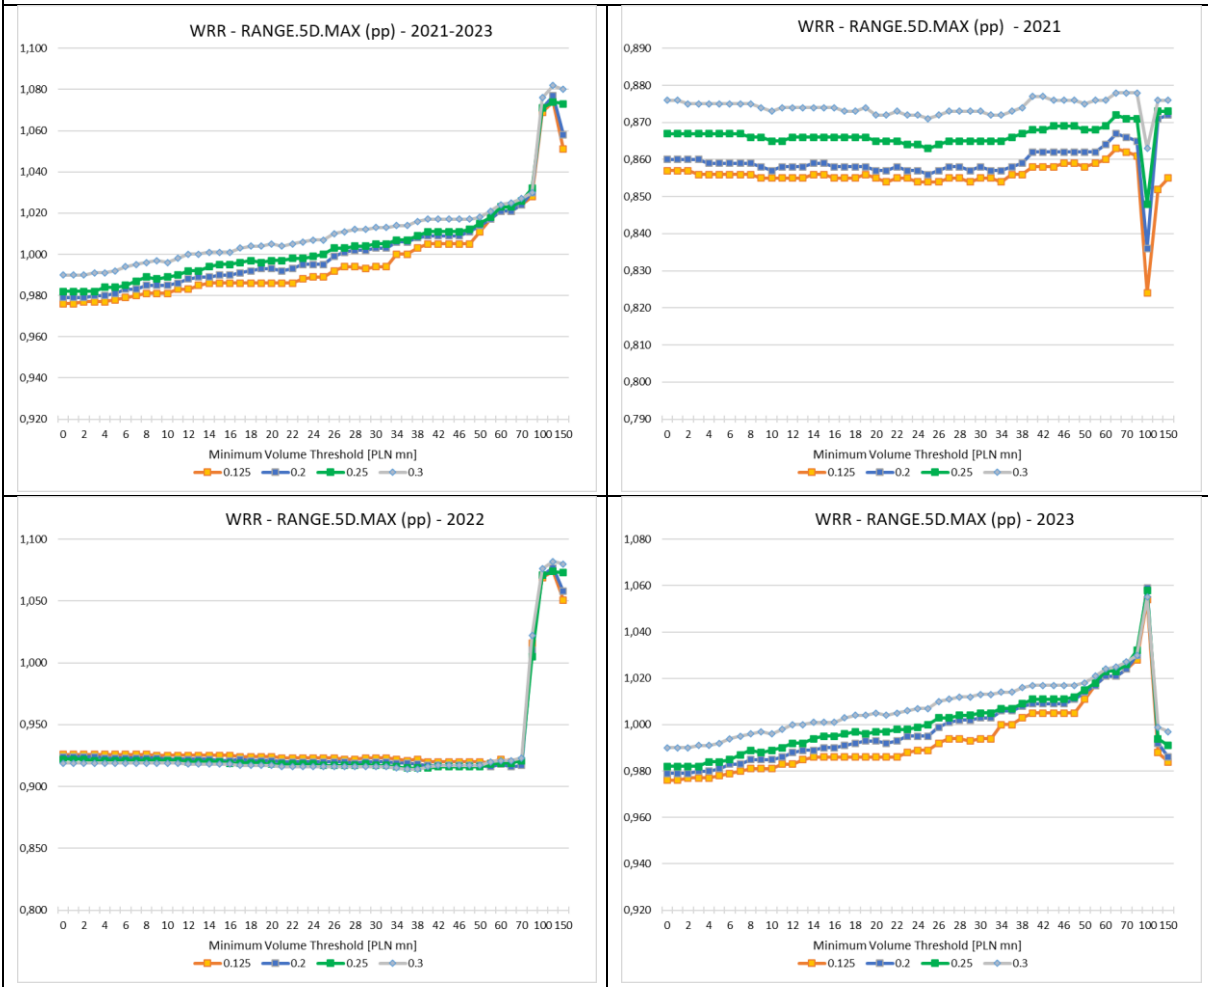 WRR - RANGE.5D.MAX (pp) - 2021-2023
1,100
1,080
1,060
1,040
1,020
1,000
0,980
0,960
0,940
0,920
0 2 4 6 8 10 12 14 16 18 20 22 24 26 28 30 34 38 42 46 50 60 70 100 150
Minimum Volume Threshold [PLN mn]
0.125 0.2 0.25 0.3
WRR - RANGE.5D.MAX (pp) - 2021
0,890
0,880
0,870
0,860
0,850
0,840
0,830
0,820
0,810
0,800
0,790
0 2 4 6 8 10 12 14 16 18 20 22 24 26 28 30 34 38 42 46 50 60 70 100 150
Minimum Volume Threshold [PLN mn]
0.125 0.2 0.25 0.3
WRR - RANGE.5D.MAX (pp) - 2022
1,100
1,050
1,000
0,950
0,900
0,850
0,800
0 2 4 6 8 10 12 14 16 18 20 22 24 26 28 30 34 38 42 46 50 60 70 100 150
Minimum Volume Threshold [PLN mn]
0.125 0.2 0.25 0.3
WRR - RANGE.5D.MAX (pp) - 2023
1,080
1,060
1,040
1,020
1,000
0,980
0,960
0,940
0,920
0 2 4 6 8 10 12 14 16 18 20 22 24 26 28 30 34 38 42 46 50 60 70 100 150
Minimum Volume Threshold [PLN mn]
0.125 0.2 0.25 0.3